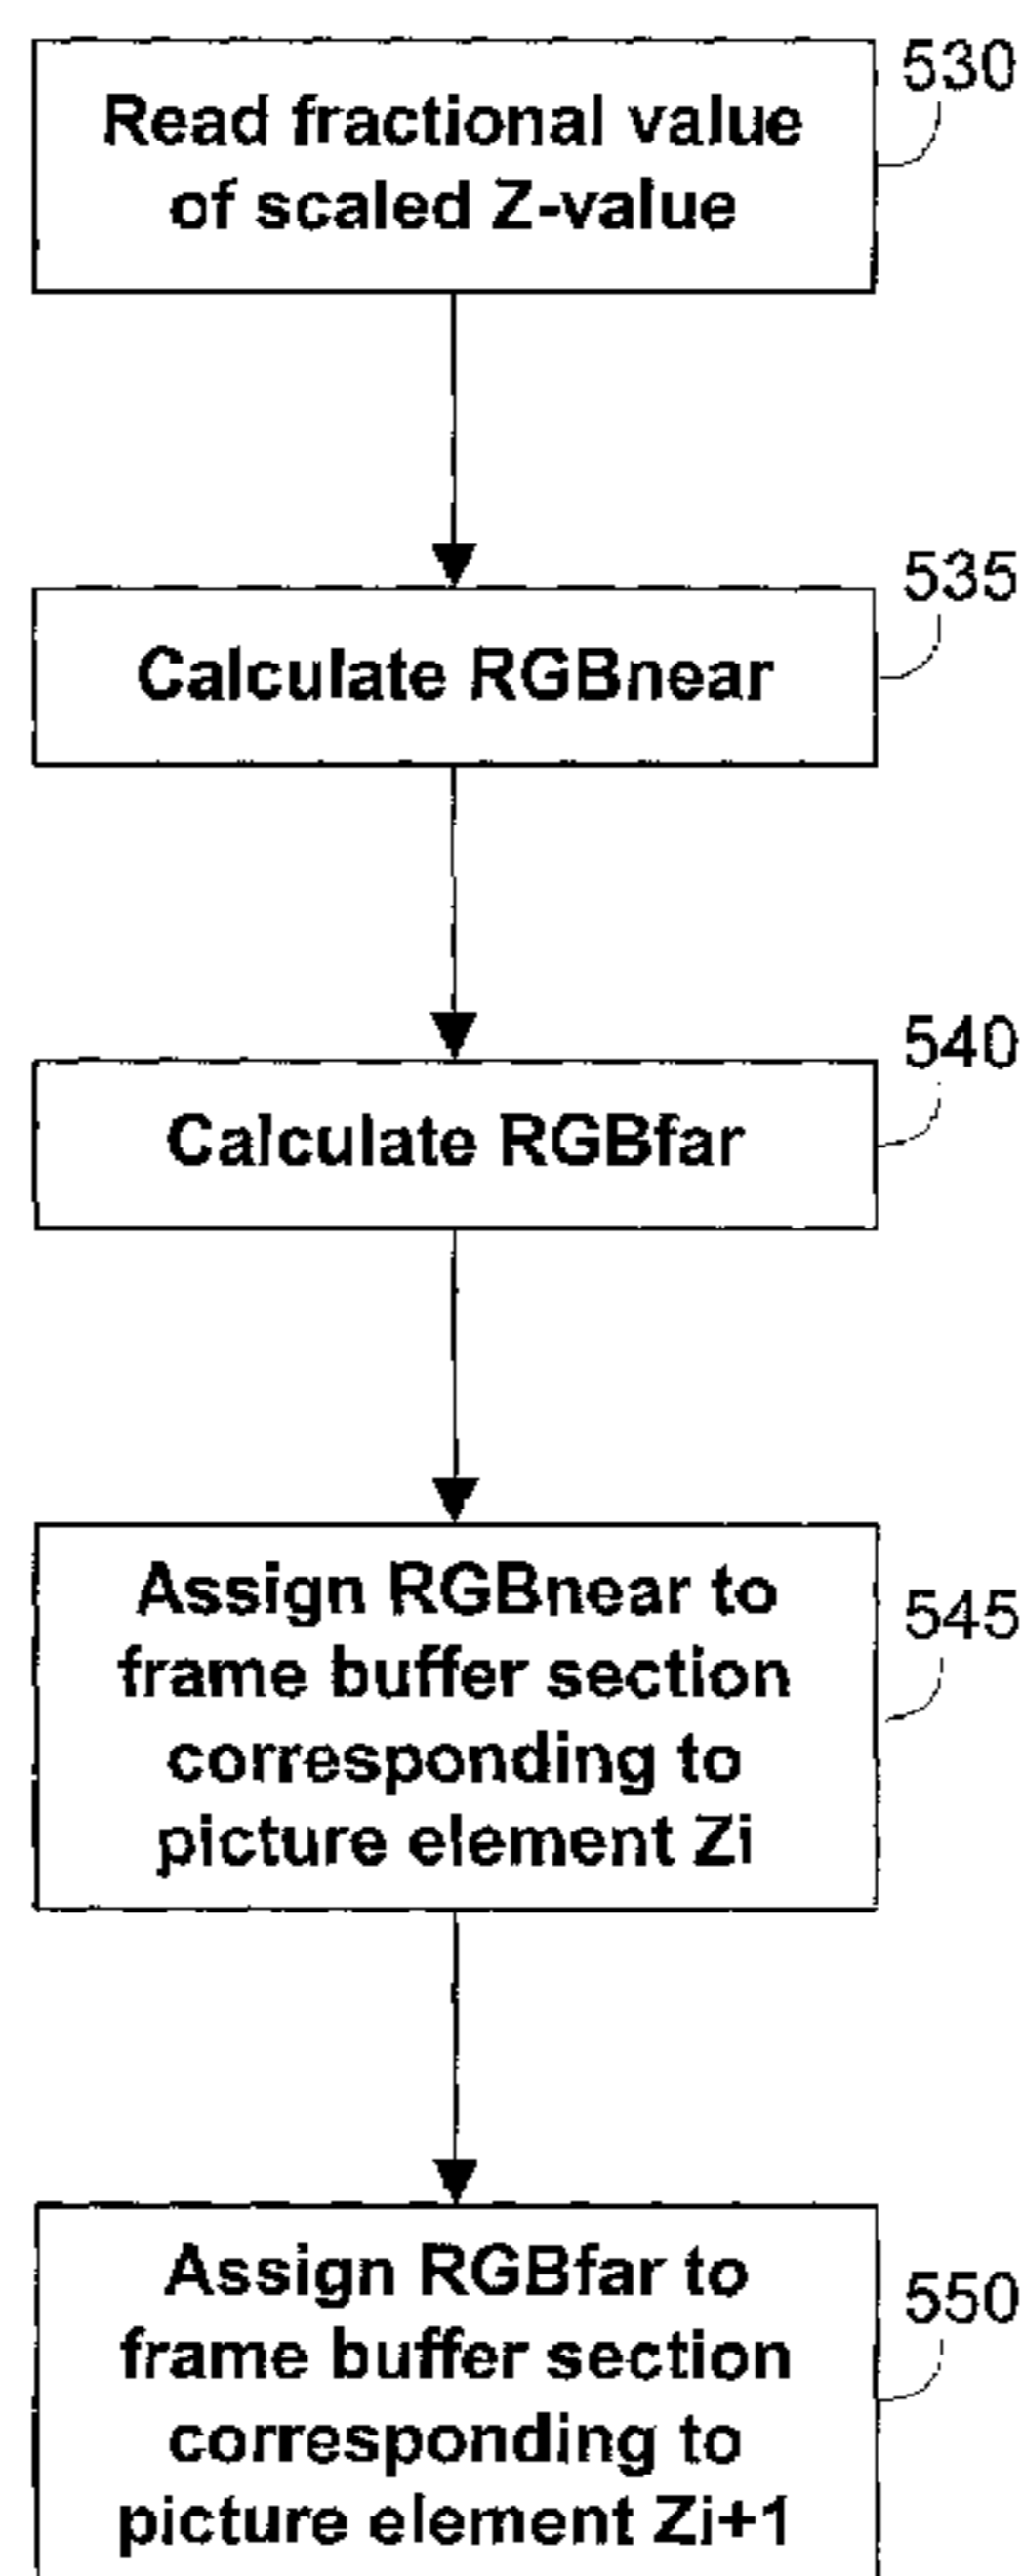 530
Read fractional value
of scaled Z-value
535
Calculate RGBnear
540
Calculate RGBfar
Assign RGBnear to
frame buffer section
corresponding to
picture element Zi
545
Assign RGBfar to
frame buffer section
corresponding to
picture element Zi+1
550